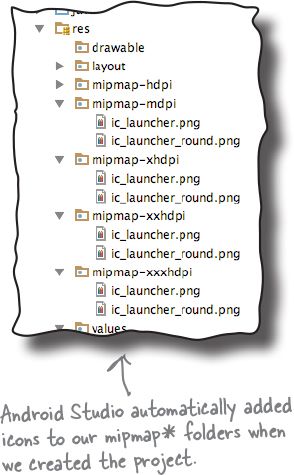 res
drawable
layout
mipmap-hdpi
mipmap-mdpi
ic_launcher.png
ic_launcher_round.png
mipmap-xhdpi
ic_launcher.png
ic_launcher_round.png
mipmap-xxhdpi
ic_launcher.png
ic_launcher_round.png
mipmap-xxxhdpi
ic_launcher.png
ic_launcher_round.png
values
Android Studio automatically added
icons to our mipmap* folders when
we created the project.